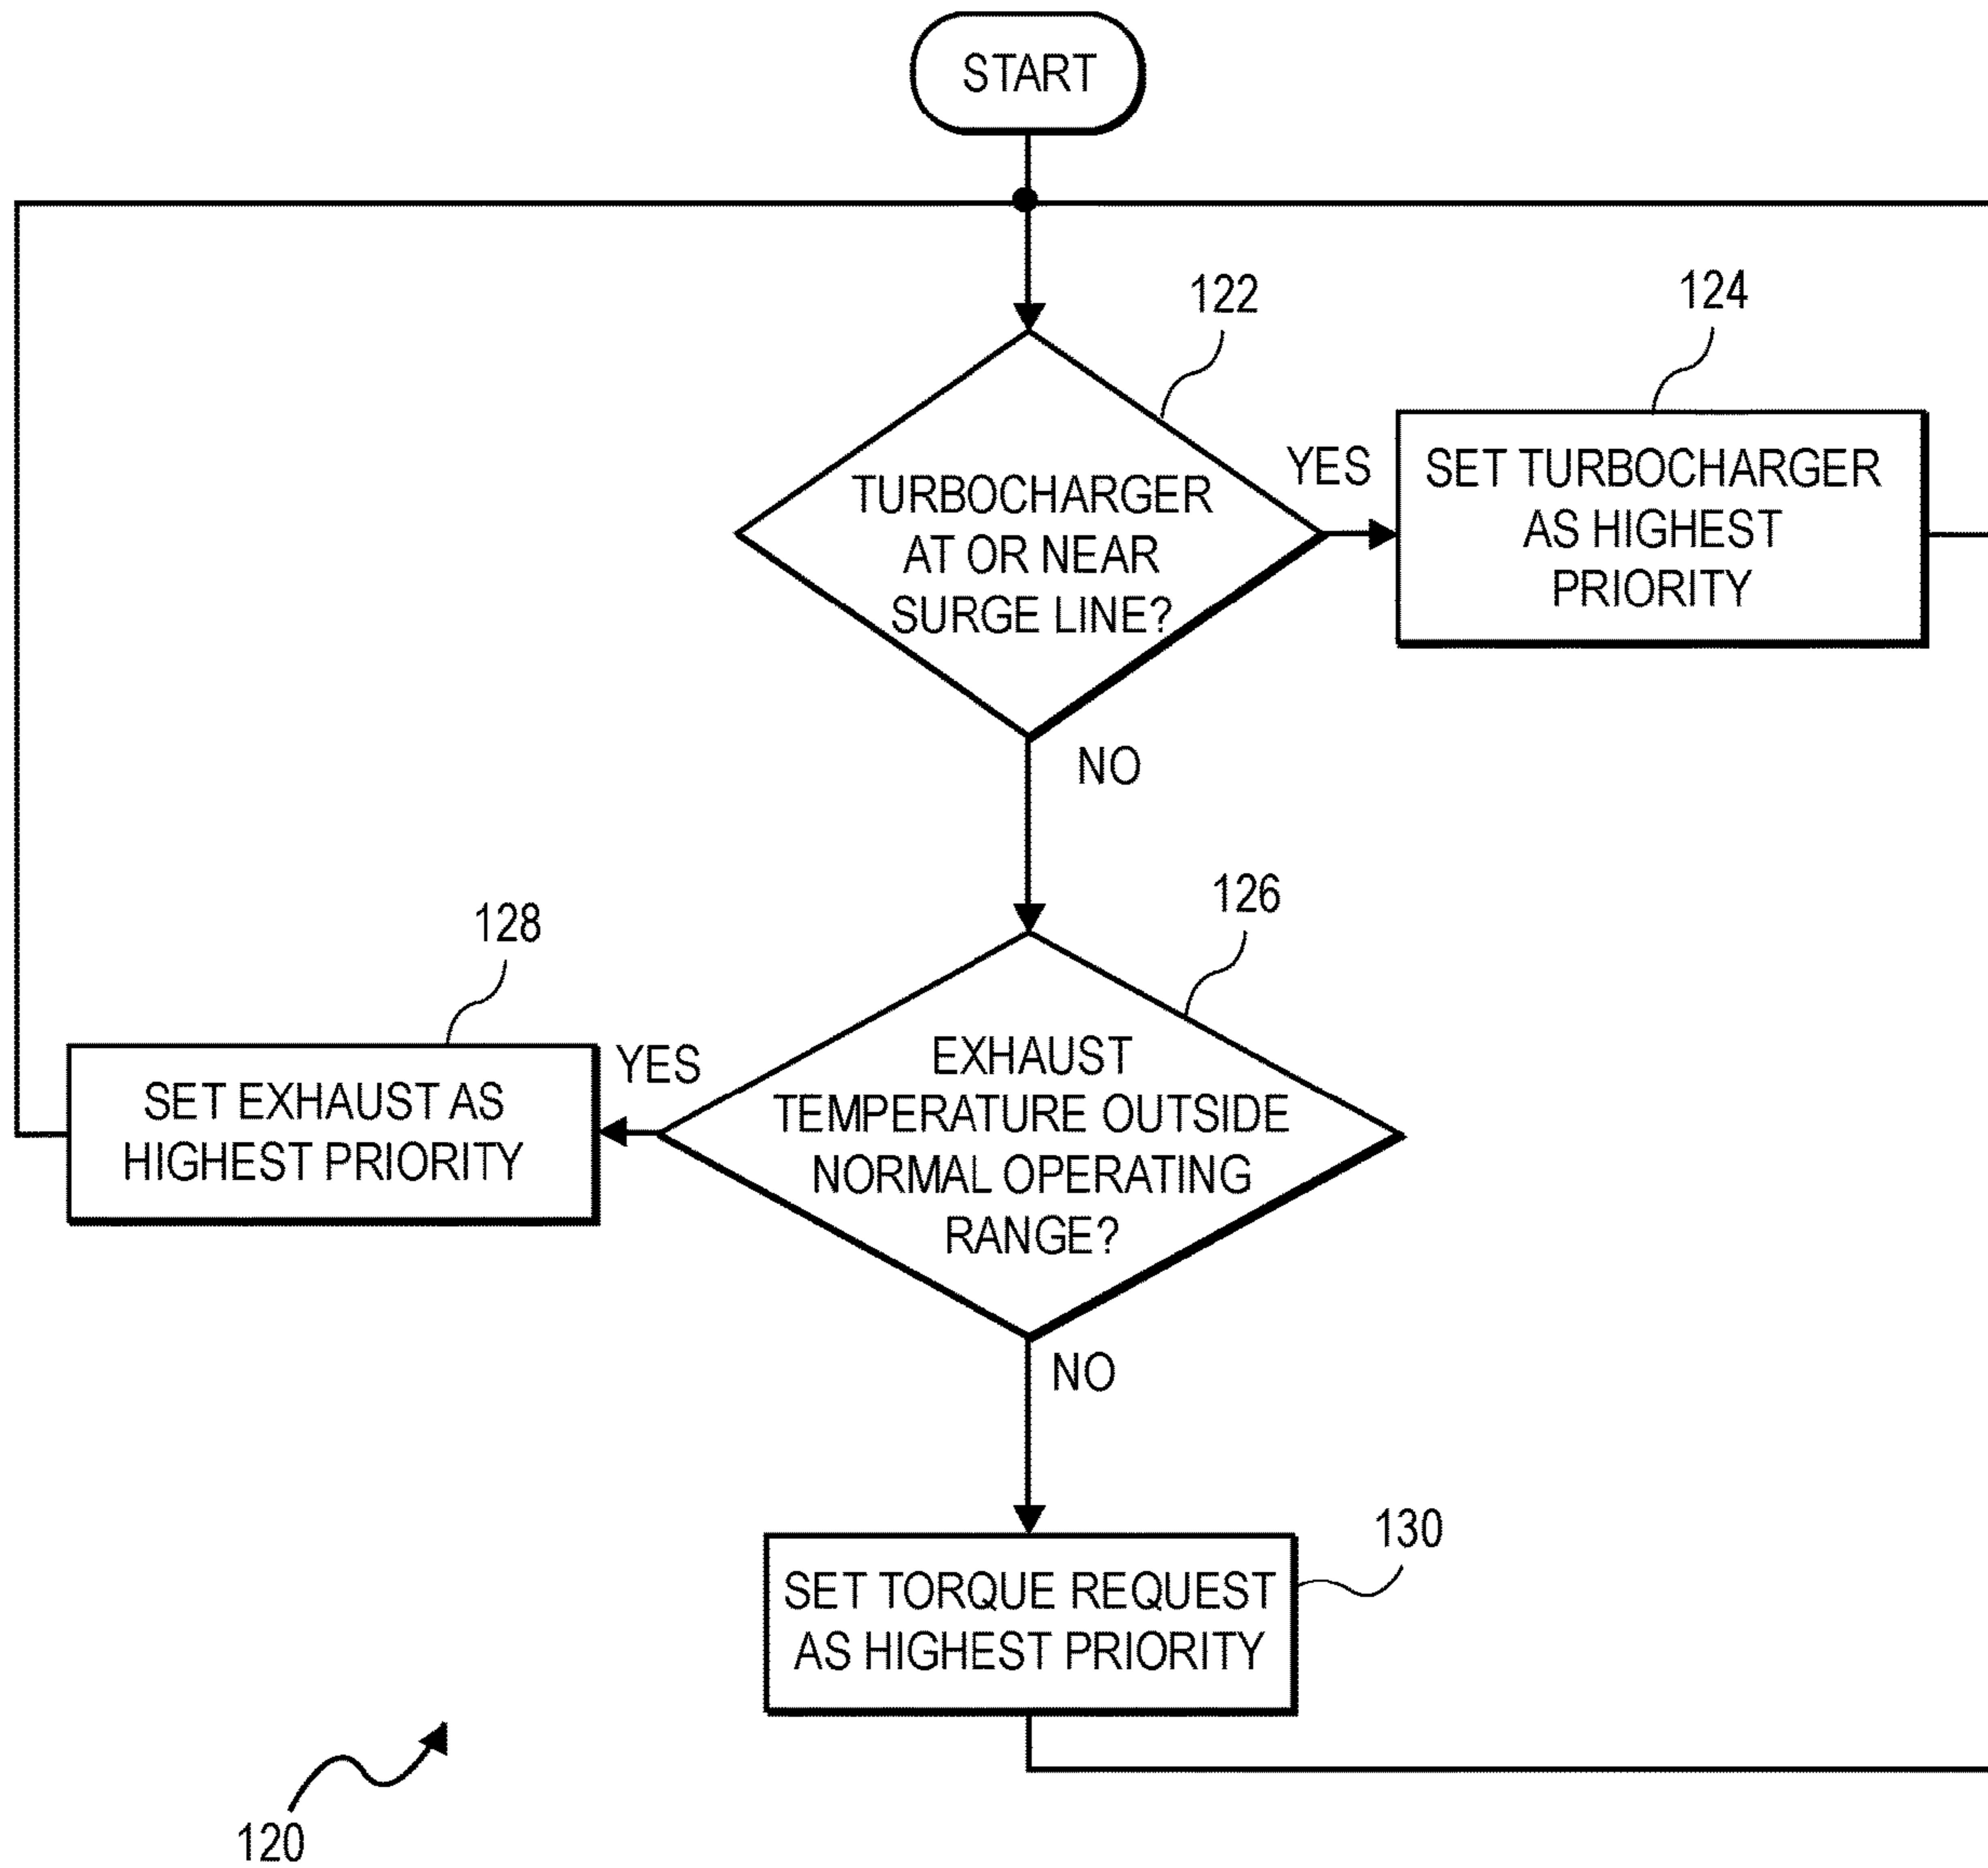 START
122
124
TURBOCHARGER
AT OR NEAR
SURGE LINE?
YES
SET TURBOCHARGER
AS HIGHEST
PRIORITY
NO
126
128
EXHAUST
TEMPERATURE OUTSIDE
NORMAL OPERATING
RANGE?
YES
SET EXHAUST AS
HIGHEST PRIORITY
NO
130
SET TORQUE REQUEST
AS HIGHEST PRIORITY
120